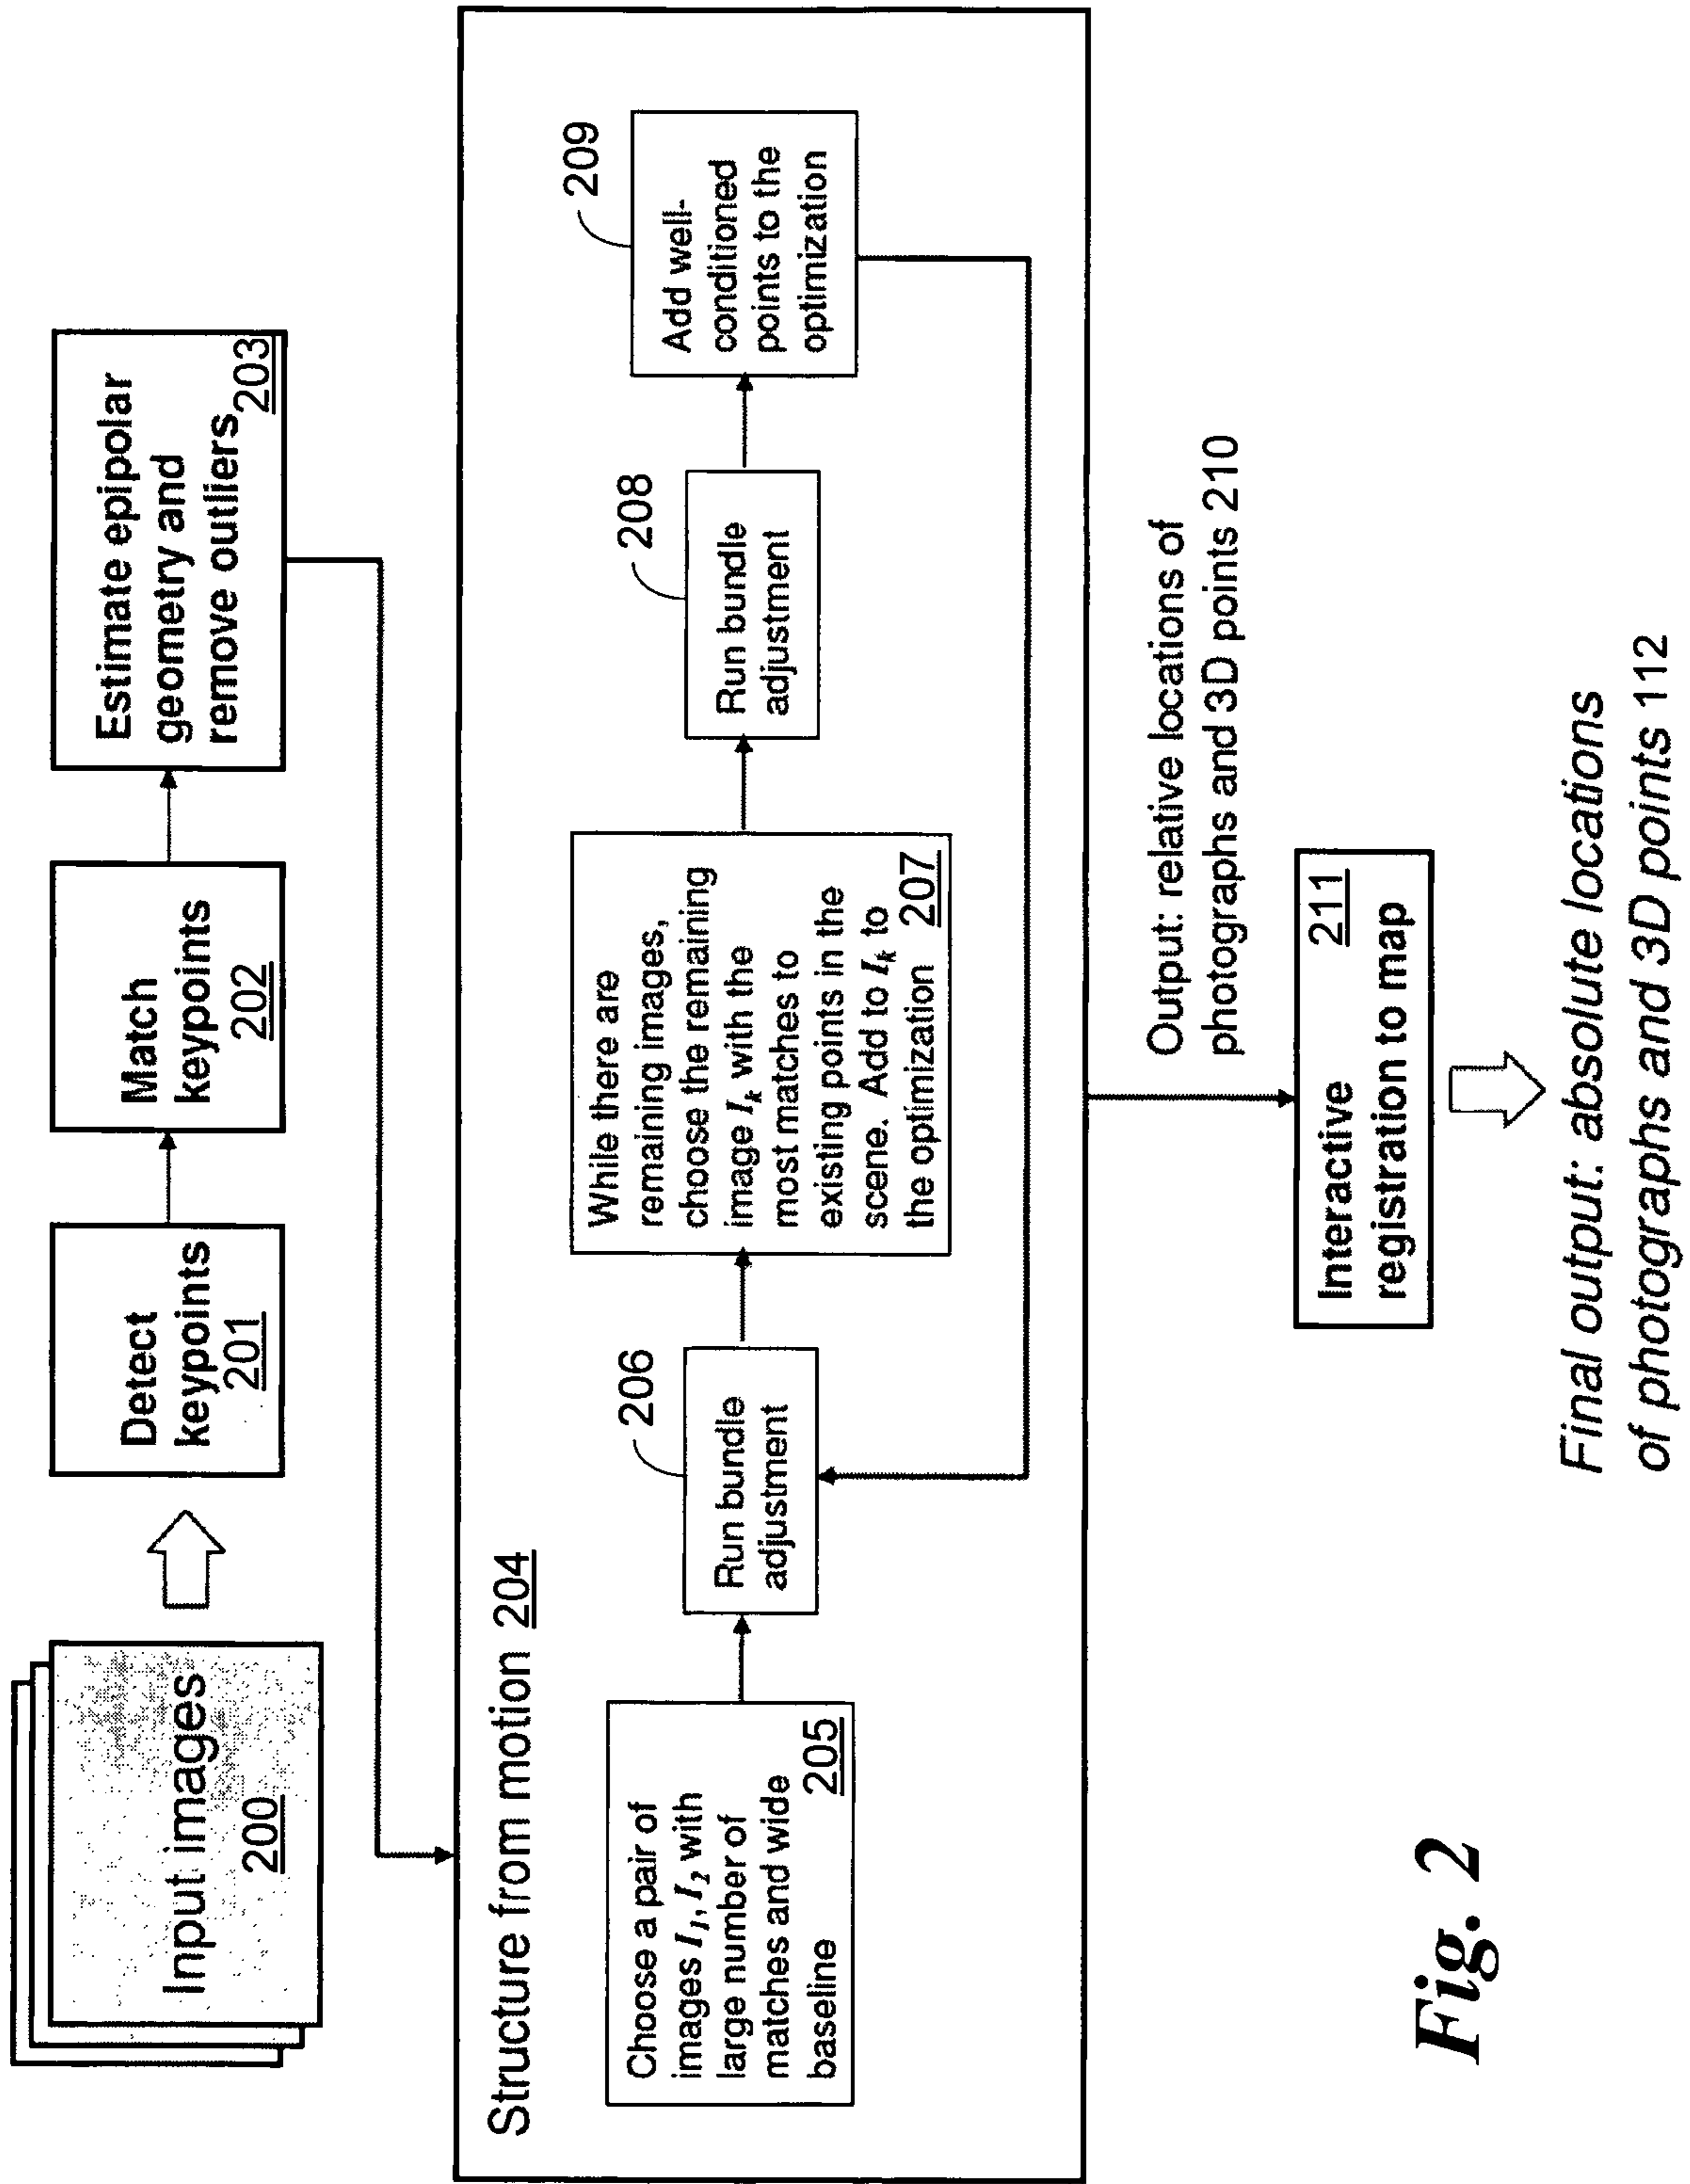 Input images
200
Detect
keypoints
201
Match
keypoints
202
Estimate epipolar
geometry and
remove outliers
203
Structure from motion 204
Choose a pair of
images I1, I2 with
large number of
matches and wide
baseline 205
206
Run bundle
adjustment
While there are
remaining images,
choose the remaining
image Ik with the
most matches to
existing points in the
scene. Add to Ik to
the optimization 207
208
Run bundle
adjustment
209
Add well-
conditioned
points to the
optimization
Output: relative locations of
photographs and 3D points 210
Interactive 211
registration to map
Final output: absolute locations
of photographs and 3D points 112
Fig. 2